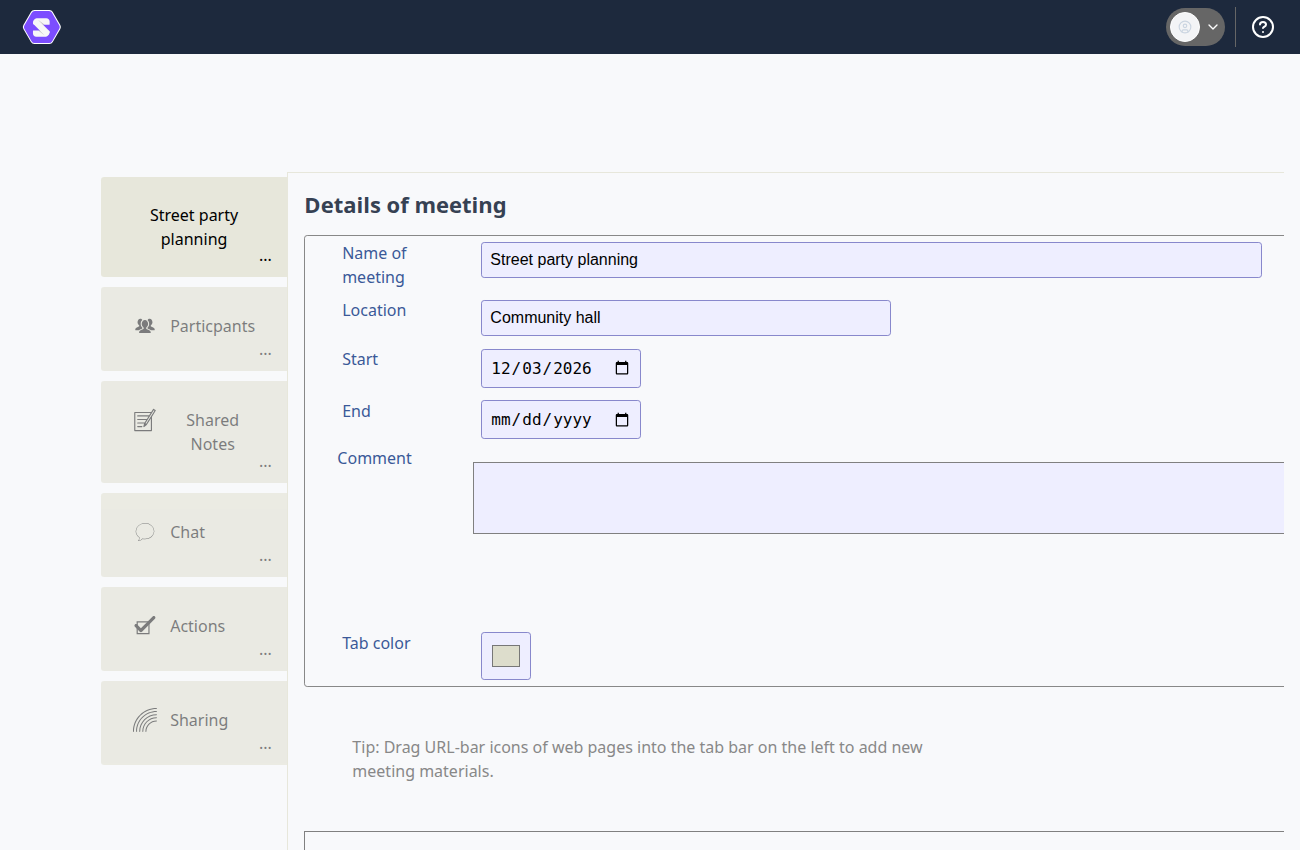 Street party
planning
...
Particpants
...
Shared
Notes
...
Chat
...
Actions
...
Sharing
...
Details of meeting
Name of
meeting
Street party planning
Location
Community hall
Start
12/03/2026
End
mm/dd/yyyy
Comment
Tab color
Tip: Drag URL-bar icons of web pages into the tab bar on the left to add new
meeting materials.